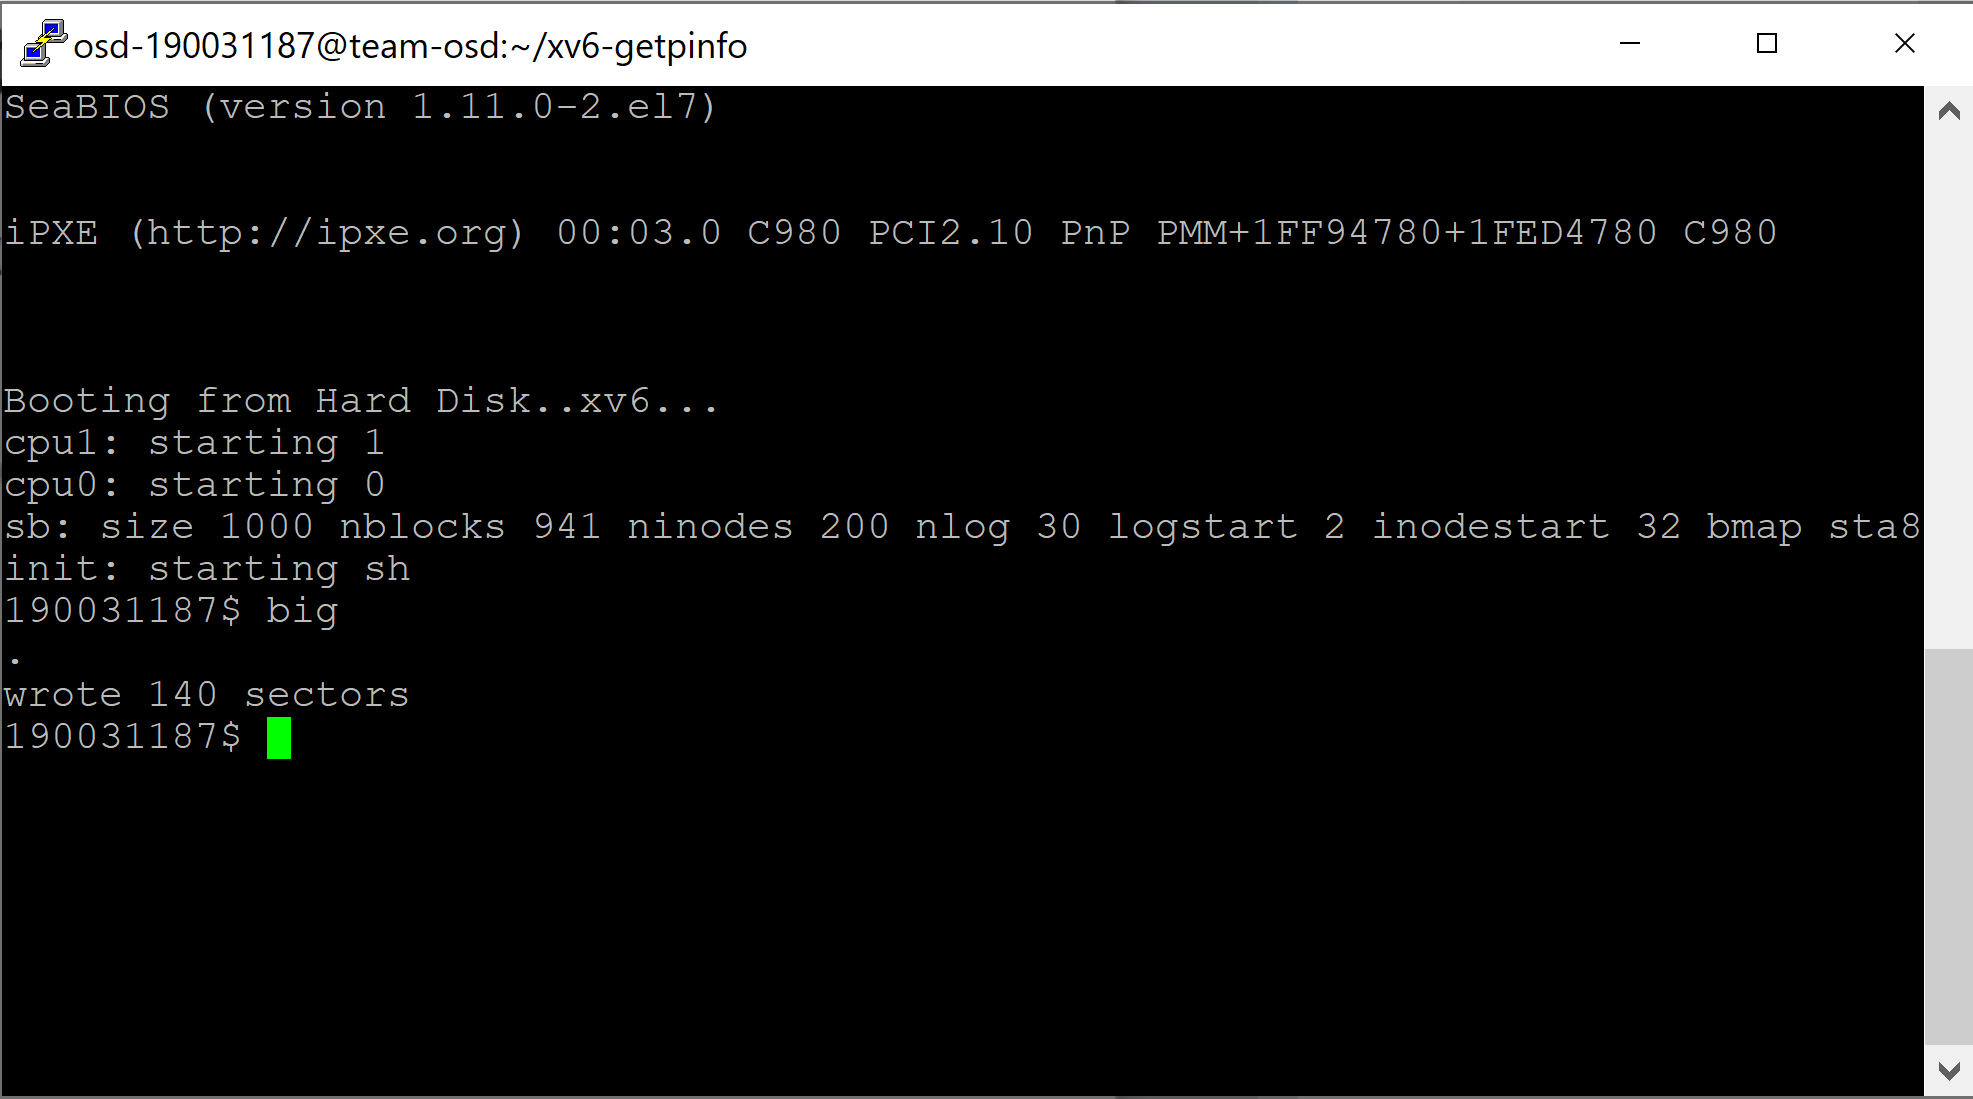 osd-190031187@team-osd:~/xv6-getpinfo
SeaBIOS (version 1.11.0-2.el7)
iPXE (http://ipxe.org) 00:03.0 C980 PCI2.10 PnP PMM+1FF94780+1FED4780 C980
Booting from Hard Disk..xv6...
cpu1: starting 1
cpu0: starting 0
sb: size 1000 nblocks 941 ninodes 200 nlog 30 logstart 2 inodestart 32 bmap sta8
init: starting sh
190031187$ big
.
wrote 140 sectors
190031187$